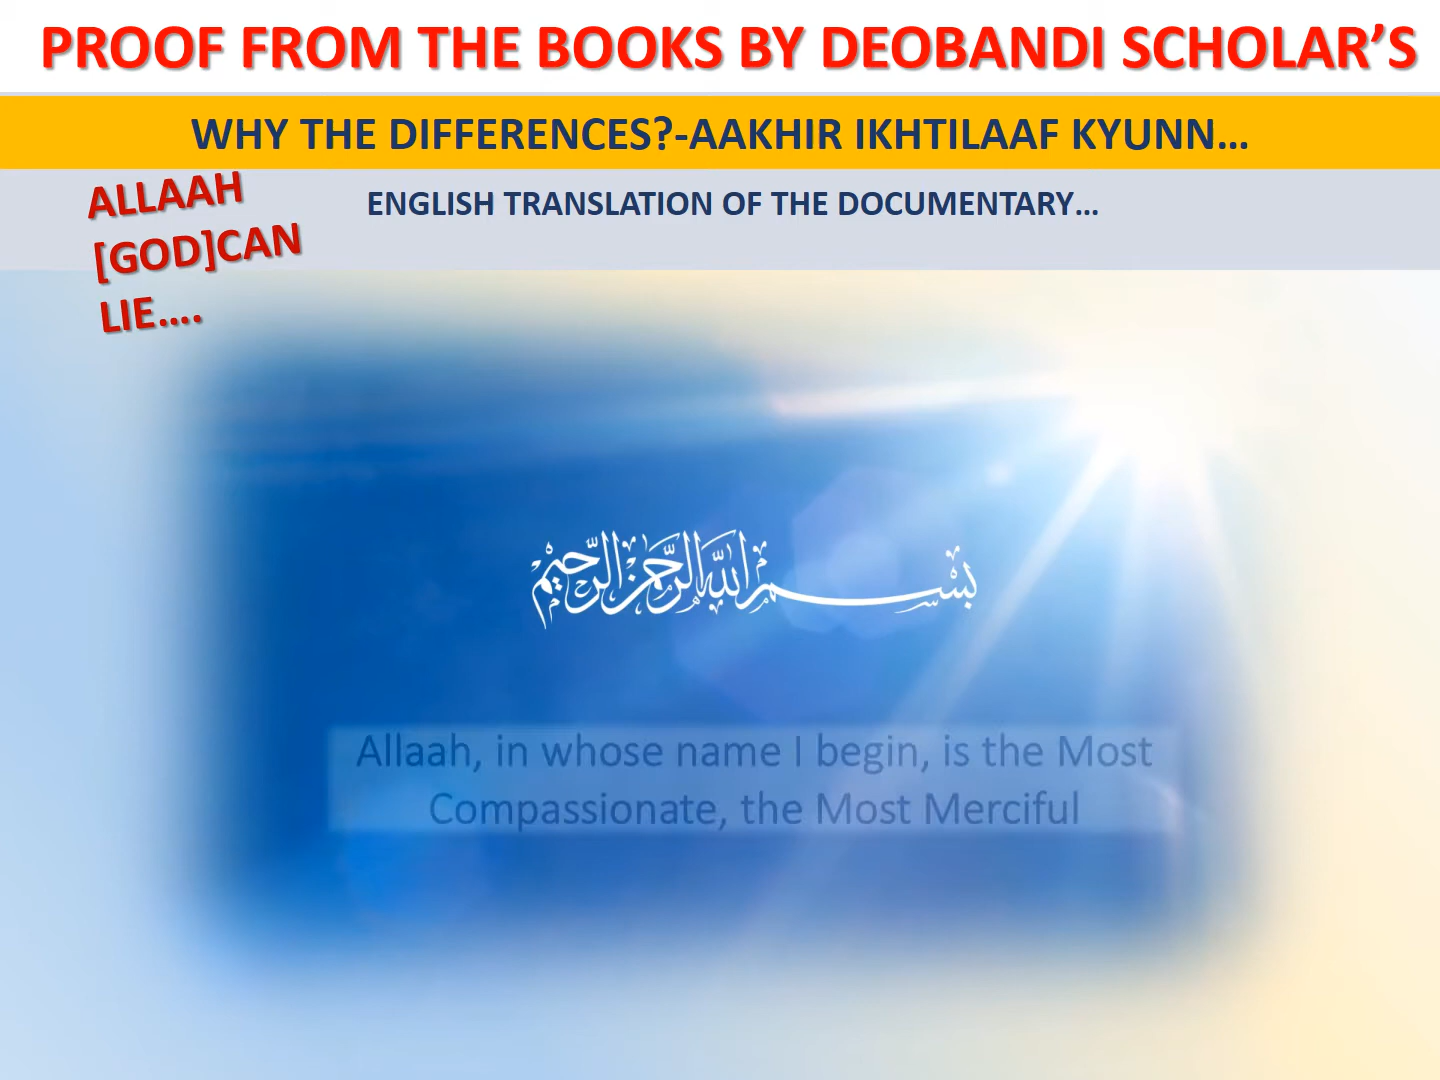 PROOF FROM THE BOOKS BY DEOBANDI SCHOLAR’S
WHY THE DIFFERENCES?-AAKHIR IKHTILAAF KYUNN...
ENGLISH TRANSLATION OF THE DOCUMENTARY...
ALLAAH
[GOD]CAN
LIE....
بسم الله الرحمن الرحيم
Allaah, in whose name I begin, is the Most
Compassionate, the Most Merciful